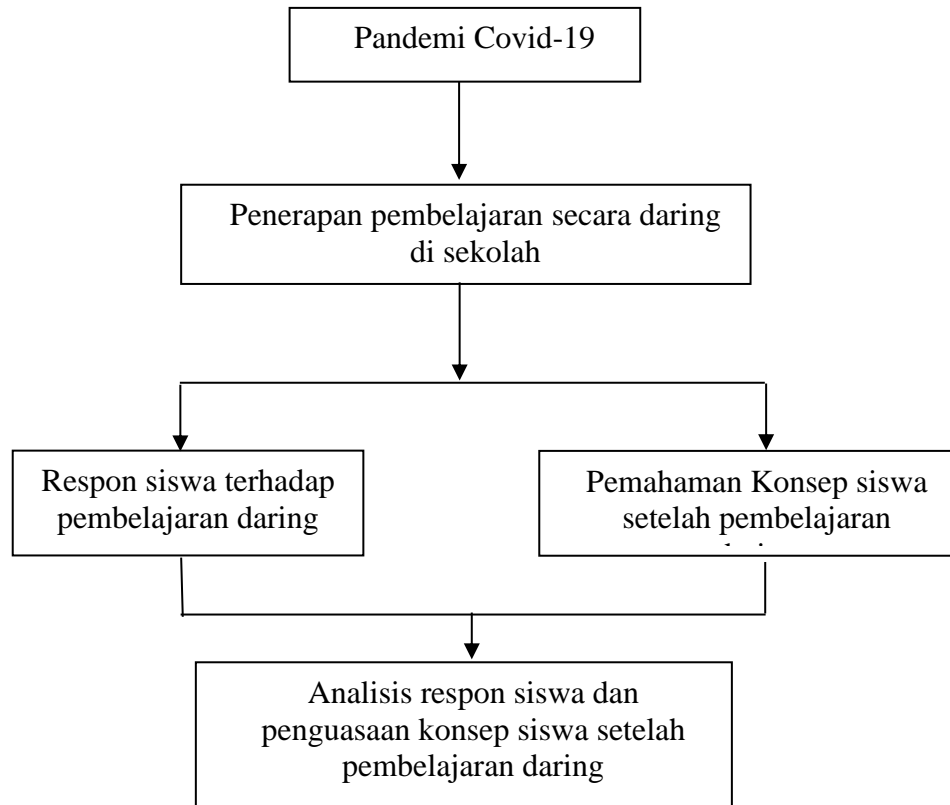 Pandemi Covid-19
Penerapan pembelajaran secara daring
di sekolah
Respon siswa terhadap
pembelajaran daring
Pemahaman Konsep siswa
setelah pembelajaran
Analisis respon siswa dan
penguasaan konsep siswa setelah
pembelajaran daring